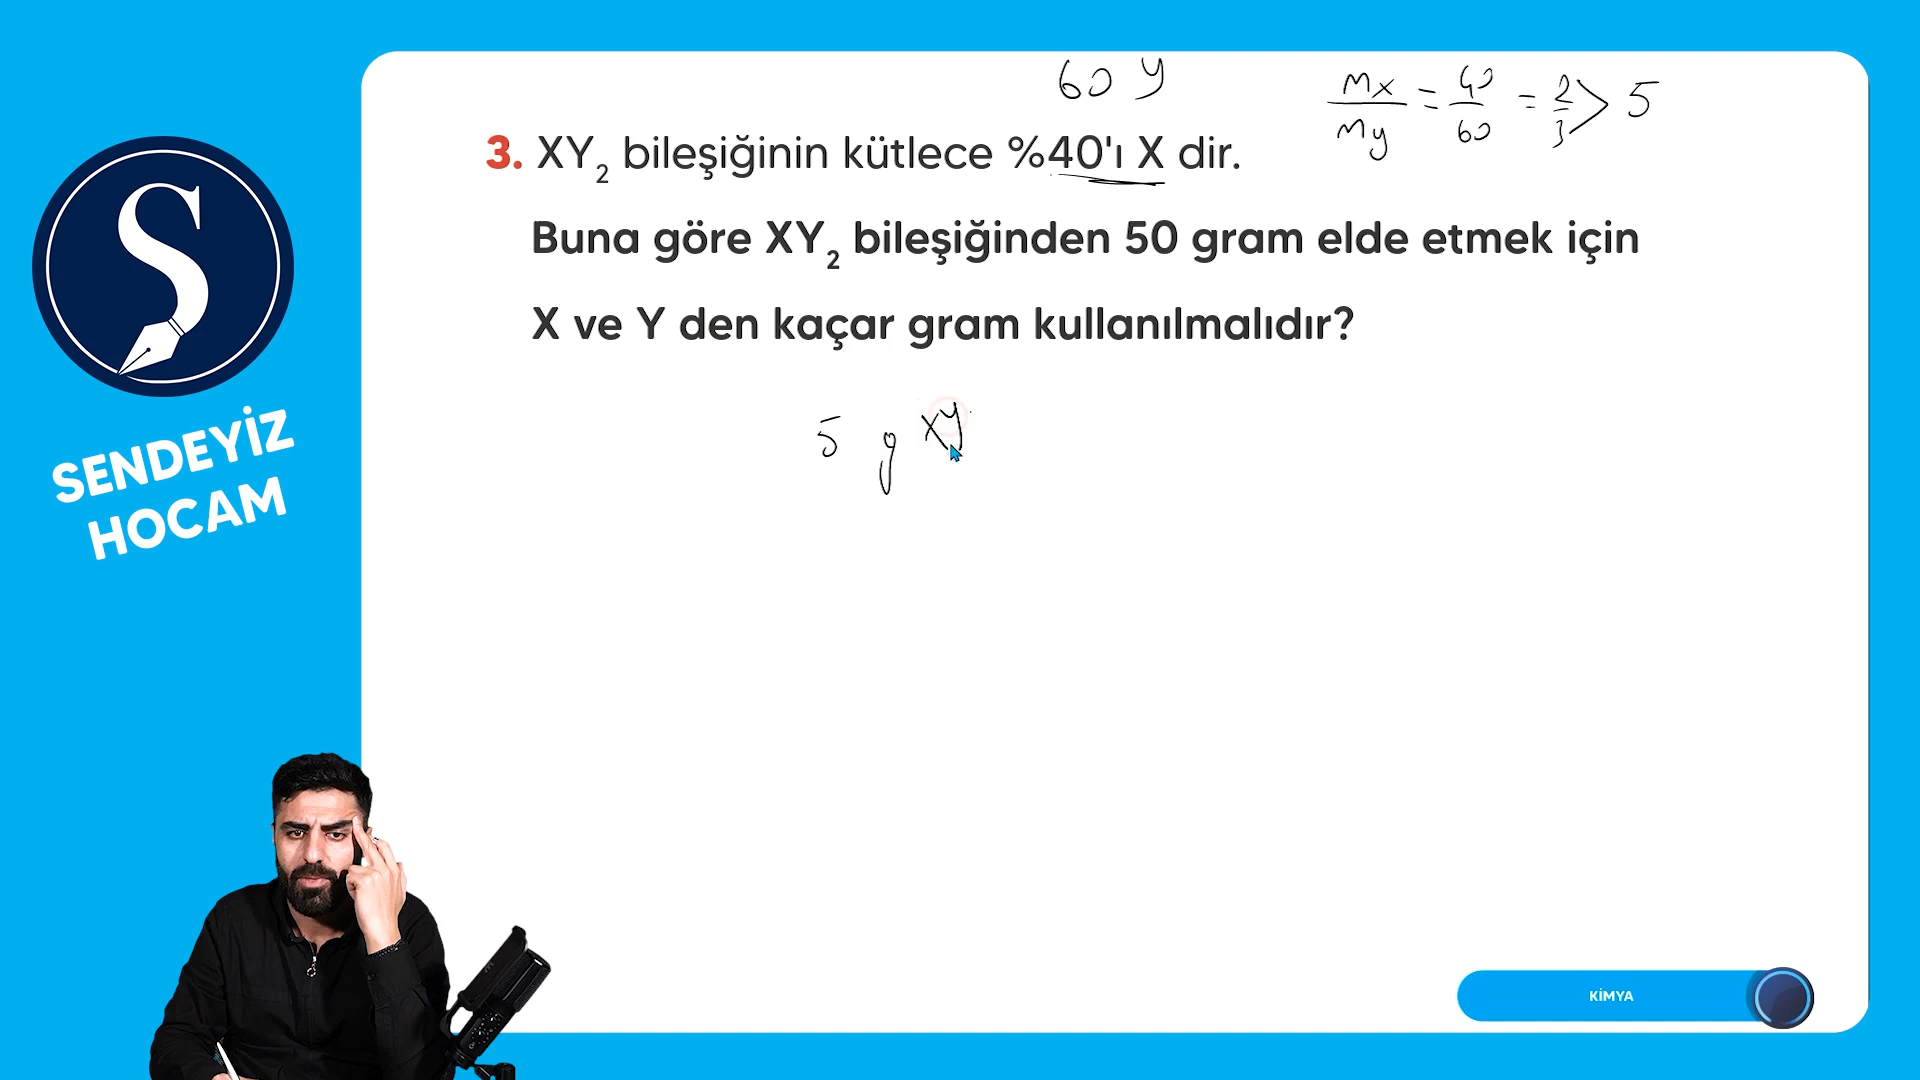 60 y
mx/my = 40/60 = 2/3 > 5
3. XY₂ bileşiğinin kütlece %40'ı X dir.
Buna göre XY₂ bileşiğinden 50 gram elde etmek için
X ve Y den kaçar gram kullanılmalıdır?
5 g xy
S
SENDEYİZ
HOCAM
KİMYA